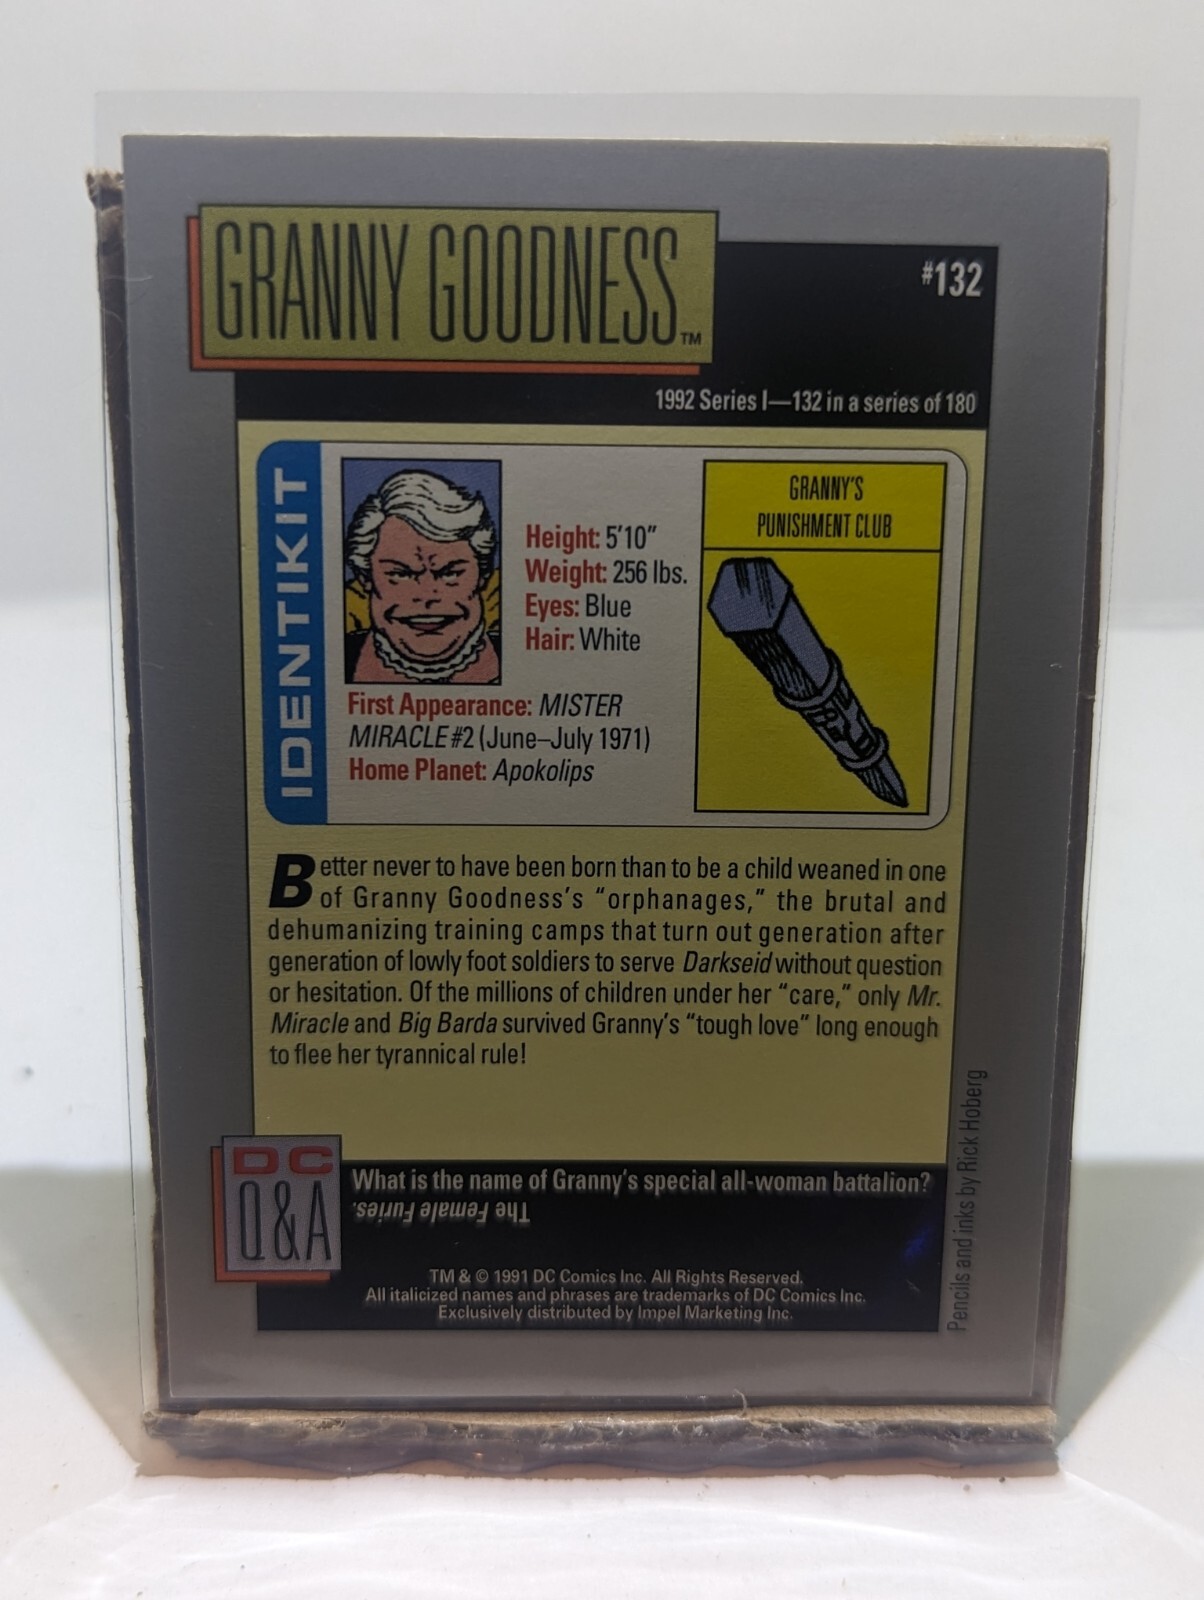 GRANNY GOODNESS™
#132
1992 Series I—132 in a series of 180
IDENTIKIT
Height: 5'10"
Weight: 256 lbs.
Eyes: Blue
Hair: White
First Appearance: MISTER
MIRACLE #2 (June–July 1971)
Home Planet: Apokolips
GRANNY'S
PUNISHMENT CLUB
Better never to have been born than to be a child weaned in one
of Granny Goodness's "orphanages," the brutal and
dehumanizing training camps that turn out generation after
generation of lowly foot soldiers to serve Darkseid without question
or hesitation. Of the millions of children under her "care," only Mr.
Miracle and Big Barda survived Granny's "tough love" long enough
to flee her tyrannical rule!
Pencils and inks by Rick Hoberg
DC
Q&A
What is the name of Granny's special all-woman battalion?
The Female Furies.
TM & © 1991 DC Comics Inc. All Rights Reserved.
All italicized names and phrases are trademarks of DC Comics Inc.
Exclusively distributed by Impel Marketing Inc.